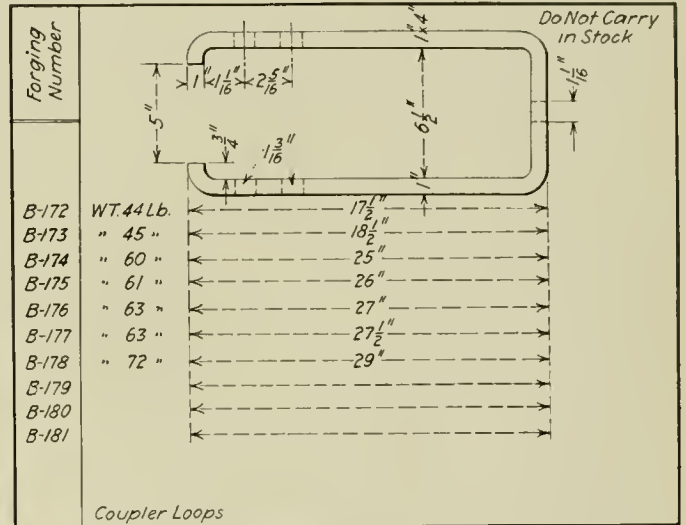 Forging
Number
Do Not Carry
in Stock
1"×4"
1" 1 1/16" 2 5/16"
5"
6 1/2"
1 1/16"
3/4"
1 3/16"
1"
B-172 WT. 44 Lb. 17 1/2"
B-173 " 45 " 18 1/2"
B-174 " 60 " 25"
B-175 " 61 " 26"
B-176 " 63 " 27"
B-177 " 63 " 27 1/2"
B-178 " 72 " 29"
B-179
B-180
B-181
Coupler Loops